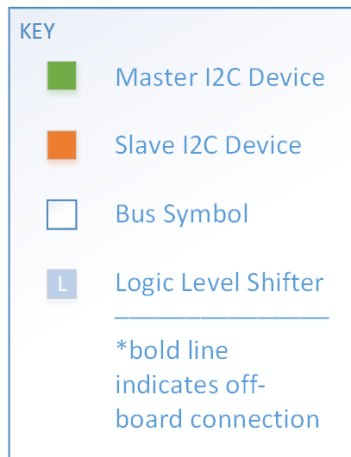 KEY
Master I2C Device
Slave I2C Device
Bus Symbol
L Logic Level Shifter
*bold line
indicates off-
board connection